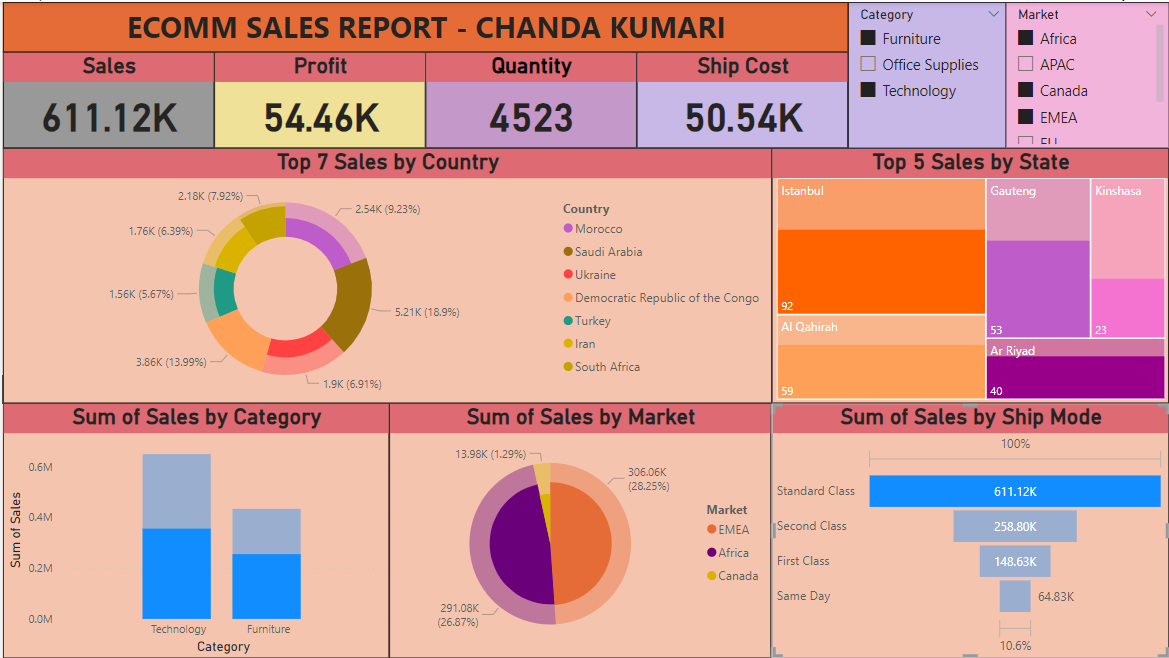 ECOMM SALES REPORT - CHANDA KUMARI
Category
Furniture
Office Supplies
Technology
Market
Africa
APAC
Canada
EMEA
Sales
611.12K
Profit
54.46K
Quantity
4523
Ship Cost
50.54K
Top 7 Sales by Country
2.18K (7.92%)
2.54K (9.23%)
1.76K (6.39%)
1.56K (5.67%)
5.21K (18.9%)
3.86K (13.99%)
1.9K (6.91%)
Country
Morocco
Saudi Arabia
Ukraine
Democratic Republic of the Congo
Turkey
Iran
South Africa
Top 5 Sales by State
Istanbul
92
Al Qahirah
59
Gauteng
53
Kinshasa
23
Ar Riyad
40
Sum of Sales by Category
Sum of Sales
0.6M
0.4M
0.2M
0.0M
Technology
Furniture
Category
Sum of Sales by Market
13.98K (1.29%)
306.06K
(28.25%)
291.08K
(26.87%)
Market
EMEA
Africa
Canada
Sum of Sales by Ship Mode
100%
Standard Class
611.12K
Second Class
258.80K
First Class
148.63K
Same Day
64.83K
10.6%